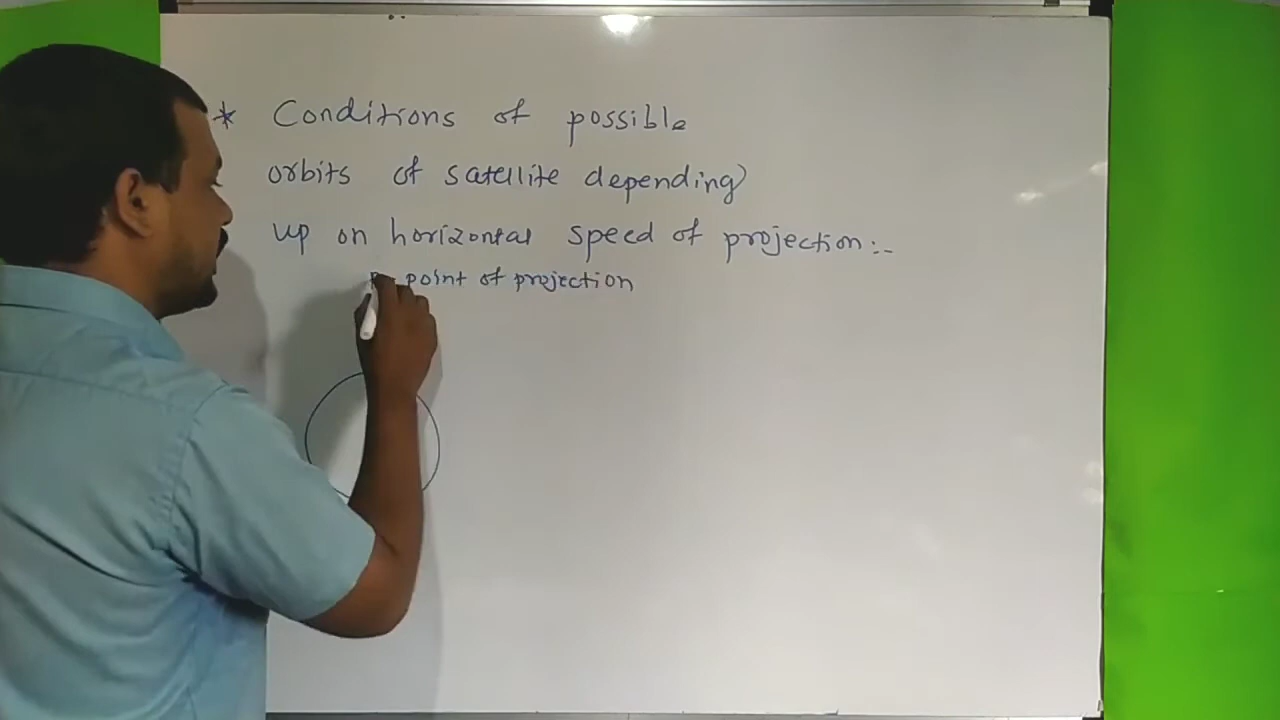 * Conditions of possible
orbits of satellite depending
up on horizontal speed of projection:-
P- point of projection